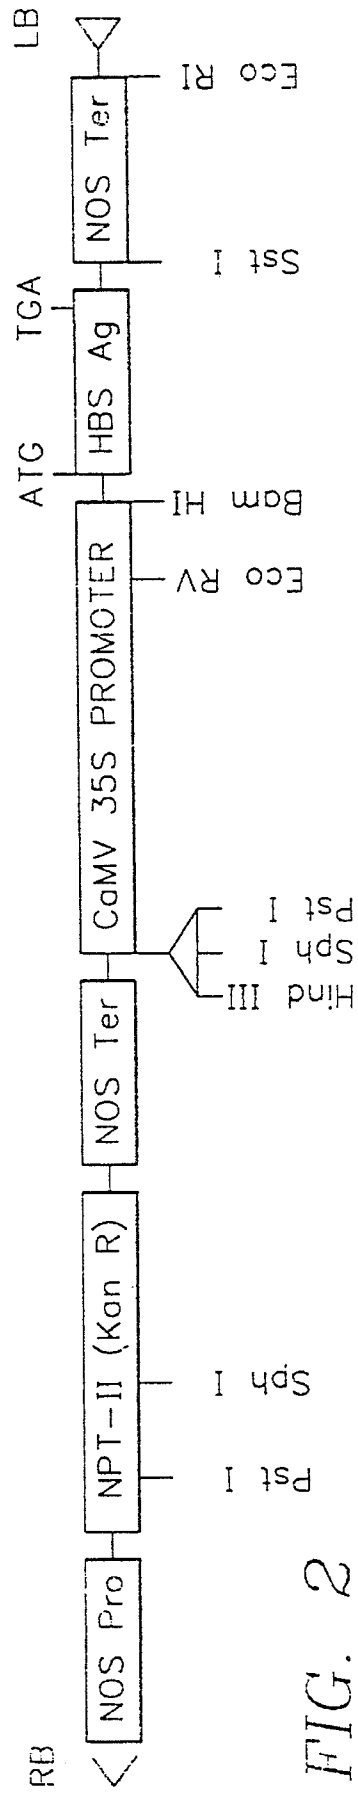 RB
LB
ATG
TGA
NOS Pro
NPT-II (Kan R)
NOS Ter
CaMV 35S PROMOTER
HBS Ag
NOS Ter
Pst I
Sph I
Hind III
Sph I
Pst I
Eco RV
Bam HI
Sst I
Eco RI
FIG. 2